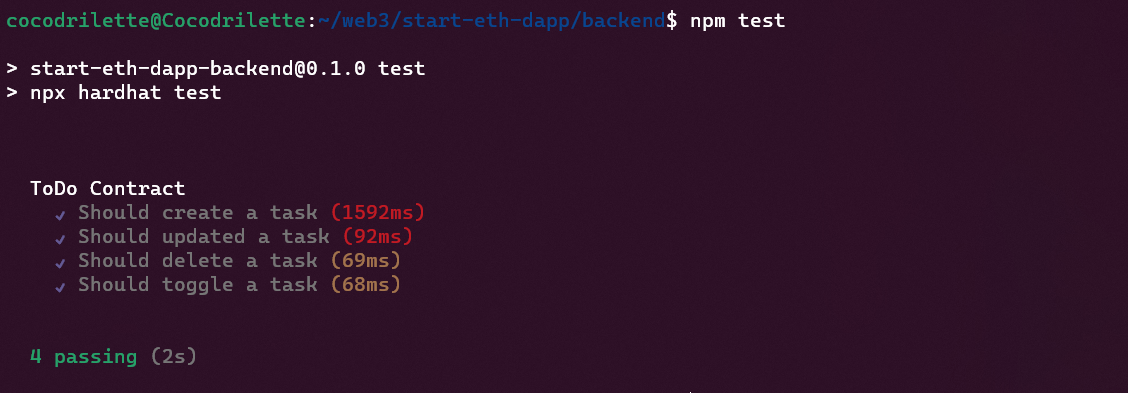 cocodrilette@Cocodrilette:~/web3/start-eth-dapp/backend$ npm test
> start-eth-dapp-backend@0.1.0 test
> npx hardhat test
ToDo Contract
✓ Should create a task (1592ms)
✓ Should updated a task (92ms)
✓ Should delete a task (69ms)
✓ Should toggle a task (68ms)
4 passing (2s)